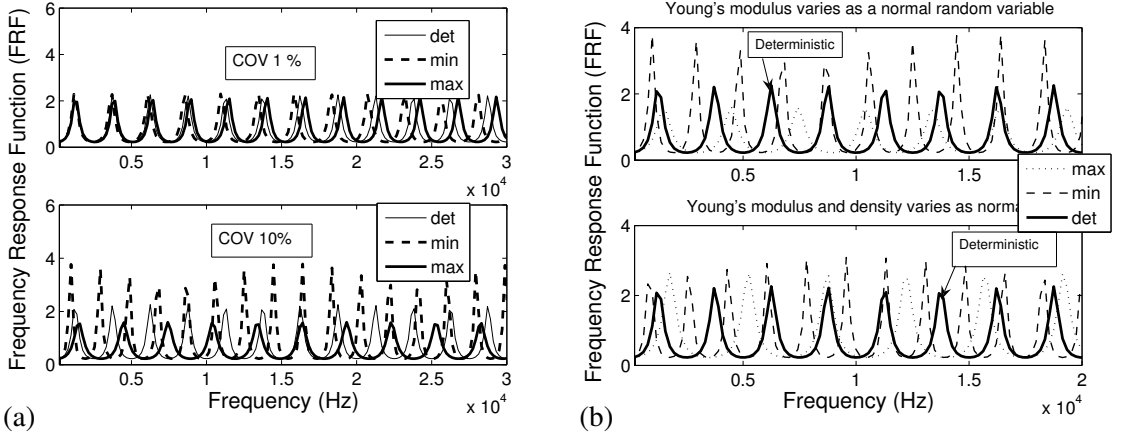 Frequency Response Function (FRF)
6
4
2
0
COV 1 %
det
min
max
0.5
1
1.5
2
2.5
3
x 10^4
6
4
2
0
COV 10%
det
min
max
0.5
1
1.5
2
2.5
3
Frequency (Hz)
x 10^4
(a)
Young's modulus varies as a normal random variable
Frequency Response Function (FRF)
4
2
0
Deterministic
0.5
1
1.5
max
min
det
Young's modulus and density varies as norma
4
2
0
Deterministic
0.5
1
1.5
2
Frequency (Hz)
x 10^4
(b)